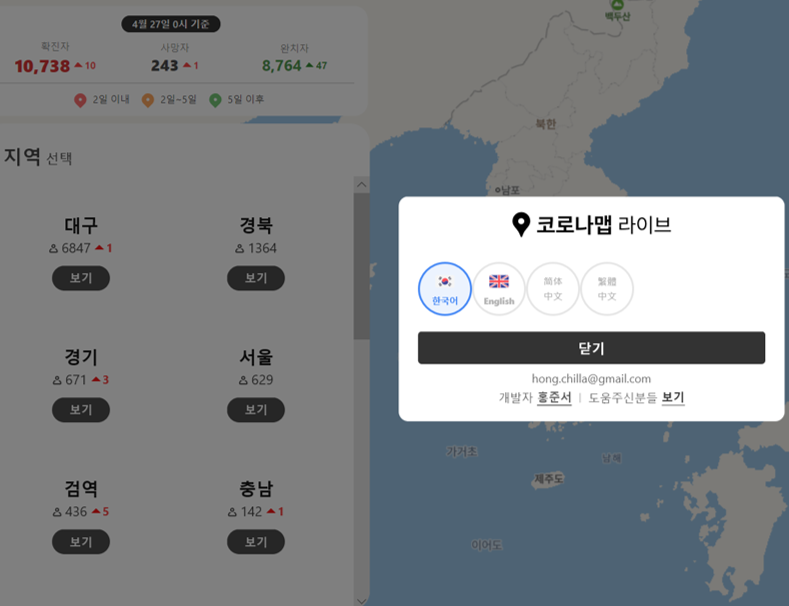 4월 27일 0시 기준
확진자 사망자 완치자
10,738 10 243 1 8,764 47
2일 이내 2일~5일 5일 이후
지역 선택
대구 경북
6847 1 1364
보기 보기
경기 서울
671 3 629
보기 보기
검역 충남
436 5 142 1
보기 보기
백두산
북한
남포
코로나맵 라이브
한국어 English 简体 中文 繁體 中文
닫기
hong.chilla@gmail.com
개발자 홍준서 | 도움주신분들 보기
가거초 남해
제주도
이어도